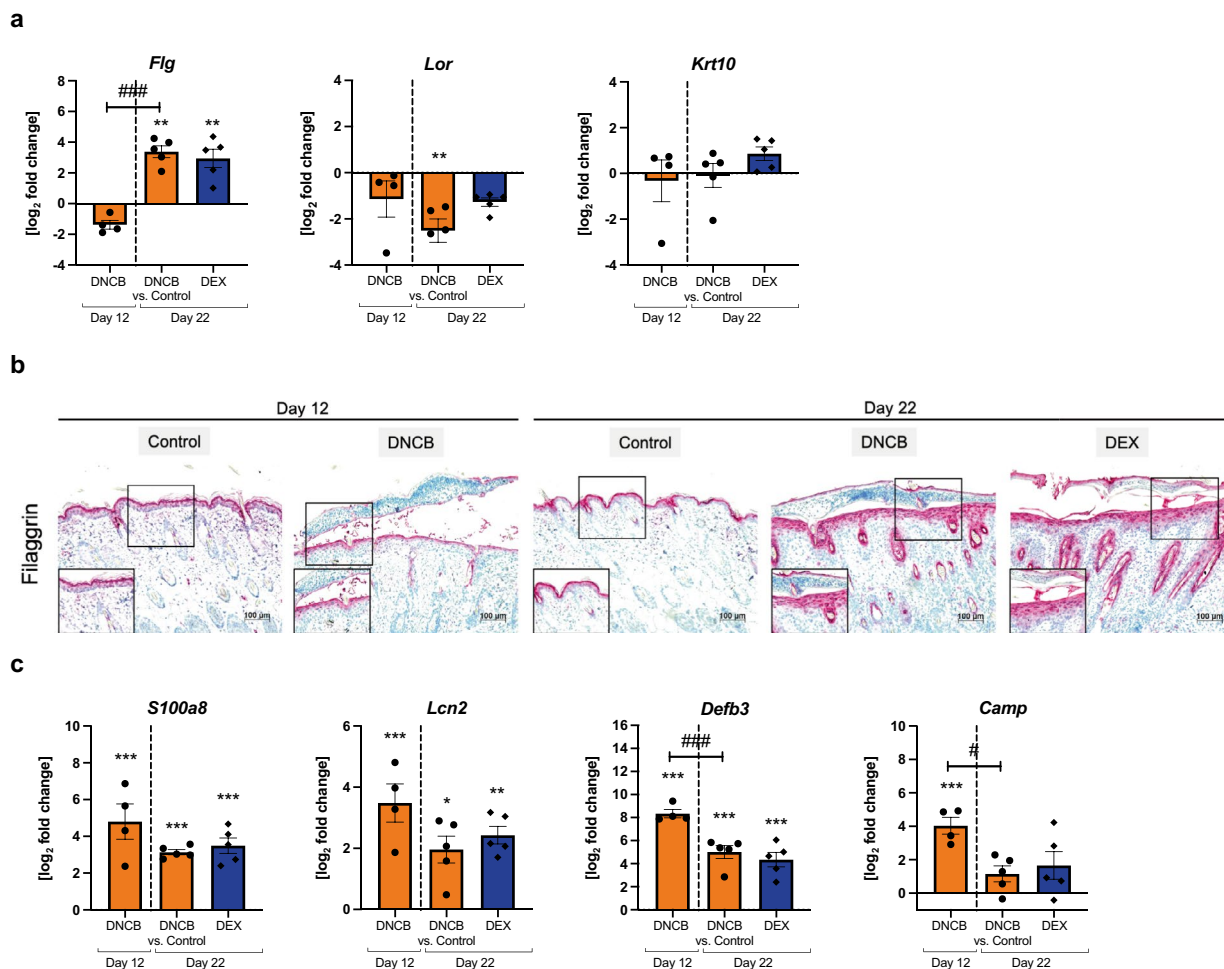 a
Flg
Lor
Krt10
[log2 fold change]
8
6
4
2
0
-2
-4
###
**
**
DNCB
DNCB
DEX
vs. Control
Day 12
Day 22
[log2 fold change]
4
2
0
-2
-4
**
DNCB
DNCB
DEX
vs. Control
Day 12
Day 22
[log2 fold change]
4
2
0
-2
-4
DNCB
DNCB
DEX
vs. Control
Day 12
Day 22
b
Day 12
Day 22
Control
DNCB
Control
DNCB
DEX
Filaggrin
100 µm
100 µm
100 µm
100 µm
100 µm
c
S100a8
Lcn2
Defb3
Camp
[log2 fold change]
10
8
6
4
2
0
***
***
***
DNCB
DNCB
DEX
vs. Control
Day 12
Day 22
[log2 fold change]
6
4
2
0
***
*
**
DNCB
DNCB
DEX
vs. Control
Day 12
Day 22
[log2 fold change]
16
14
12
10
8
6
4
2
0
###
***
***
***
DNCB
DNCB
DEX
vs. Control
Day 12
Day 22
[log2 fold change]
10
8
6
4
2
0
#
***
DNCB
DNCB
DEX
vs. Control
Day 12
Day 22